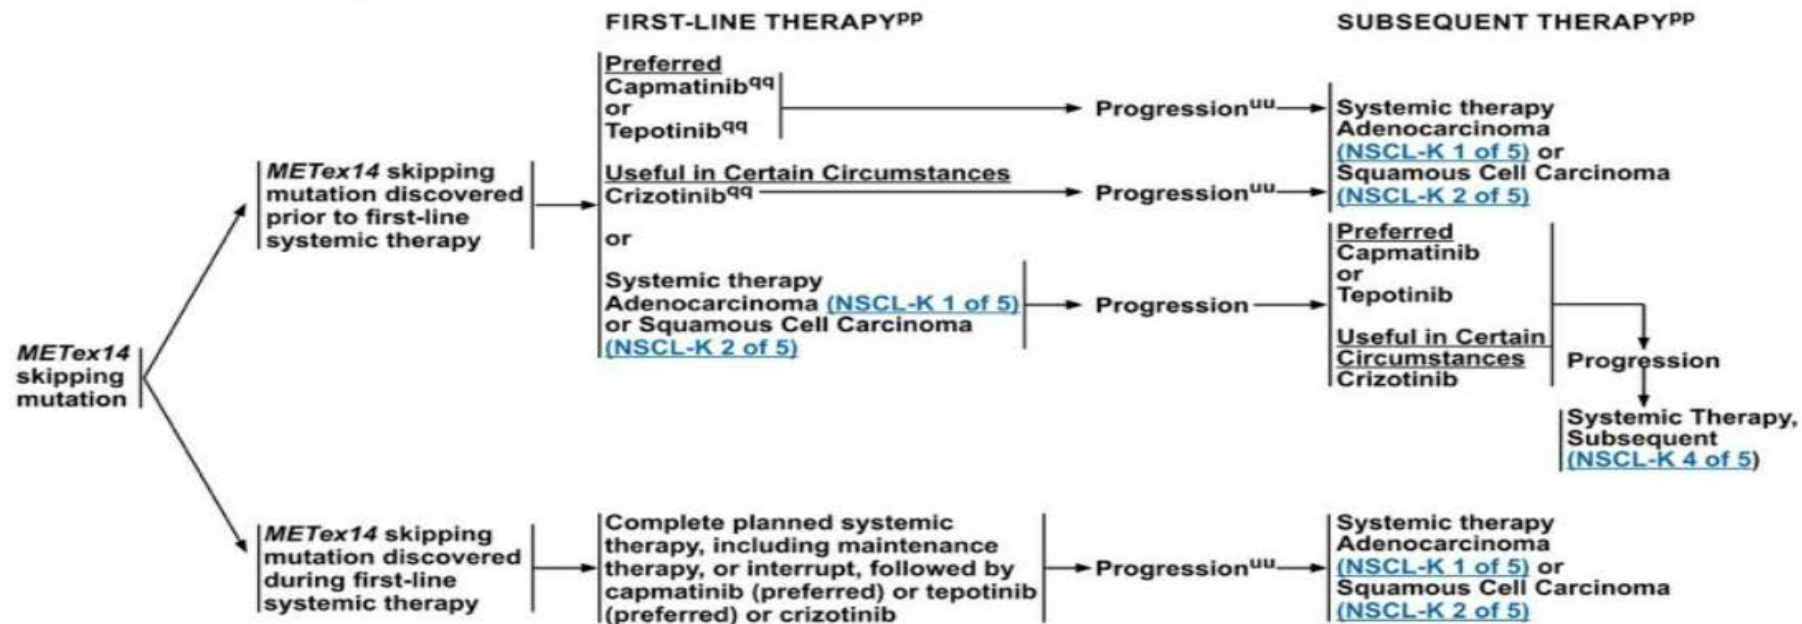 FIRST-LINE THERAPYpp
SUBSEQUENT THERAPYpp
METex14
skipping
mutation
METex14 skipping
mutation discovered
prior to first-line
systemic therapy
Preferred
Capmatinibqq
or
Tepotinibqq
Progressionuu
Useful in Certain Circumstances
Crizotinibqq
Progressionuu
Systemic therapy
Adenocarcinoma
(NSCL-K 1 of 5) or
Squamous Cell Carcinoma
(NSCL-K 2 of 5)
or
Systemic therapy
Adenocarcinoma (NSCL-K 1 of 5)
or Squamous Cell Carcinoma
(NSCL-K 2 of 5)
Progression
Preferred
Capmatinib
or
Tepotinib
Useful in Certain
Circumstances
Crizotinib
Progression
Systemic Therapy,
Subsequent
(NSCL-K 4 of 5)
METex14 skipping
mutation discovered
during first-line
systemic therapy
Complete planned systemic
therapy, including maintenance
therapy, or interrupt, followed by
capmatinib (preferred) or tepotinib
(preferred) or crizotinib
Progressionuu
Systemic therapy
Adenocarcinoma
(NSCL-K 1 of 5) or
Squamous Cell Carcinoma
(NSCL-K 2 of 5)